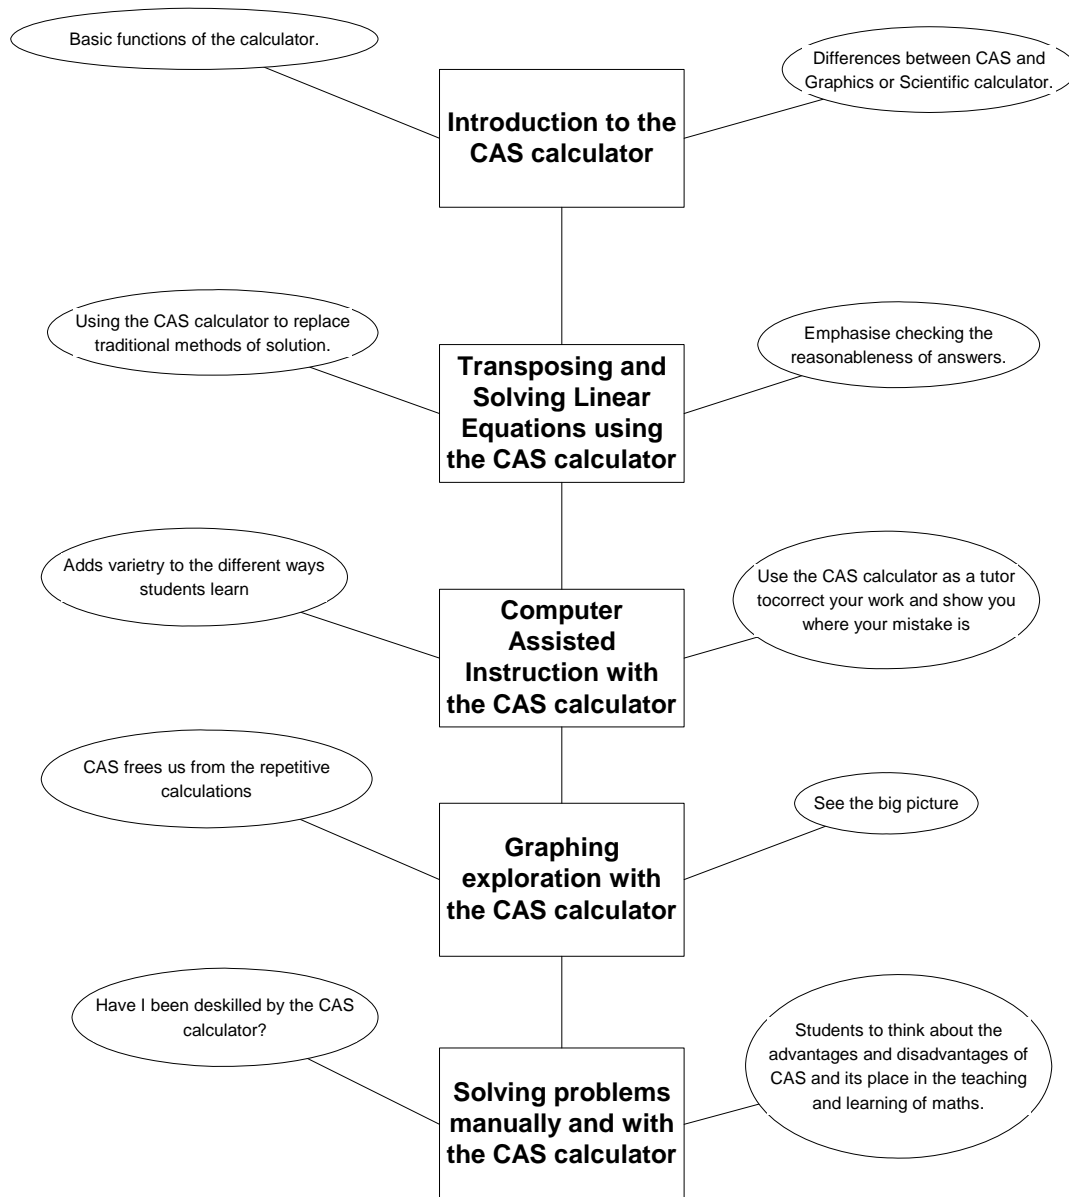 Basic functions of the calculator.
Differences between CAS and
Graphics or Scientific calculator.
Introduction to the
CAS calculator
Using the CAS calculator to replace
traditional methods of solution.
Emphasise checking the
reasonableness of answers.
Transposing and
Solving Linear
Equations using
the CAS calculator
Adds varietry to the different ways
students learn
Use the CAS calculator as a tutor
tocorrect your work and show you
where your mistake is
Computer
Assisted
Instruction with
the CAS calculator
CAS frees us from the repetitive
calculations
See the big picture
Graphing
exploration with
the CAS calculator
Have I been deskilled by the CAS
calculator?
Students to think about the
advantages and disadvantages of
CAS and its place in the teaching
and learning of maths.
Solving problems
manually and with
the CAS calculator